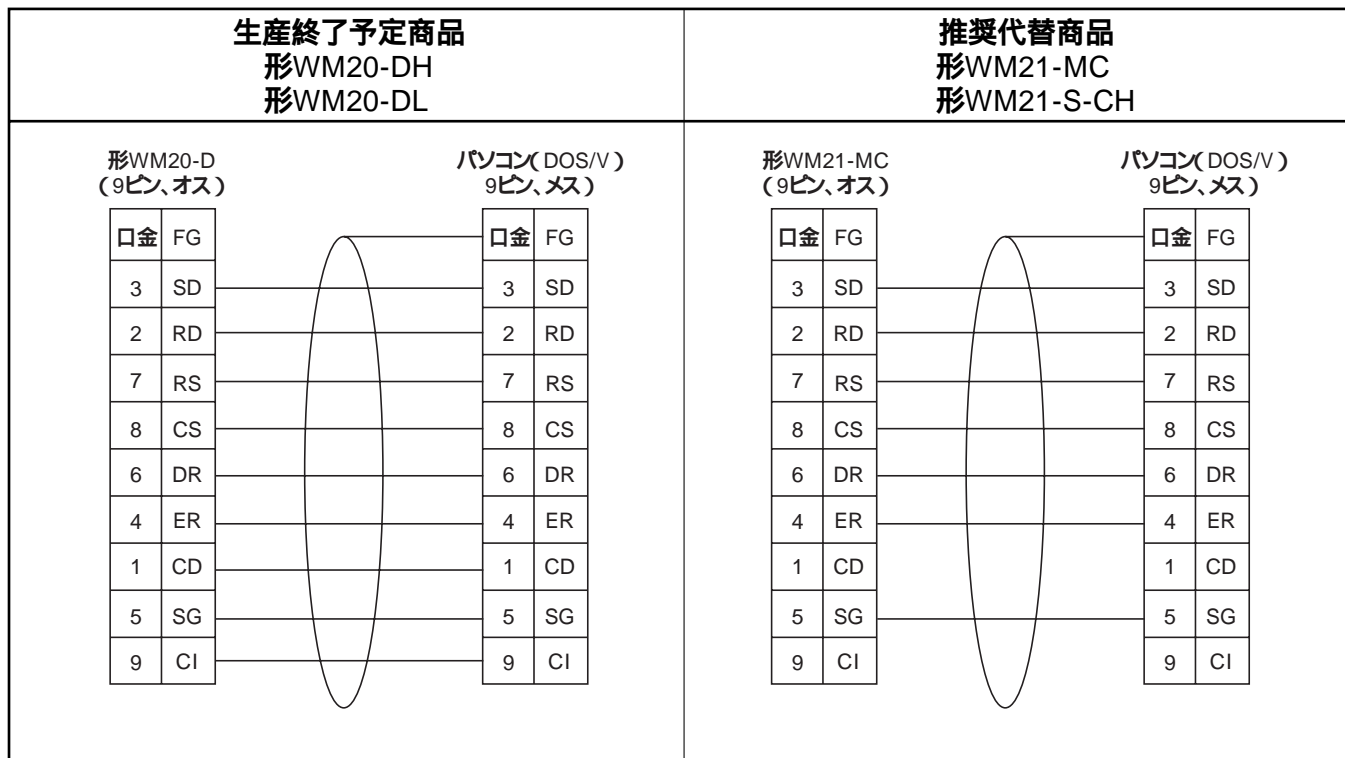 生産終了予定商品
形WM20-DH
形WM20-DL
推奨代替商品
形WM21-MC
形WM21-S-CH
形WM20-D
（9ピン、オス）
パソコン（DOS/V）
9ピン、メス）
口金 FG
3 SD
2 RD
7 RS
8 CS
6 DR
4 ER
1 CD
5 SG
9 CI
口金 FG
3 SD
2 RD
7 RS
8 CS
6 DR
4 ER
1 CD
5 SG
9 CI
形WM21-MC
（9ピン、オス）
パソコン（DOS/V）
9ピン、メス）
口金 FG
3 SD
2 RD
7 RS
8 CS
6 DR
4 ER
1 CD
5 SG
9 CI
口金 FG
3 SD
2 RD
7 RS
8 CS
6 DR
4 ER
1 CD
5 SG
9 CI